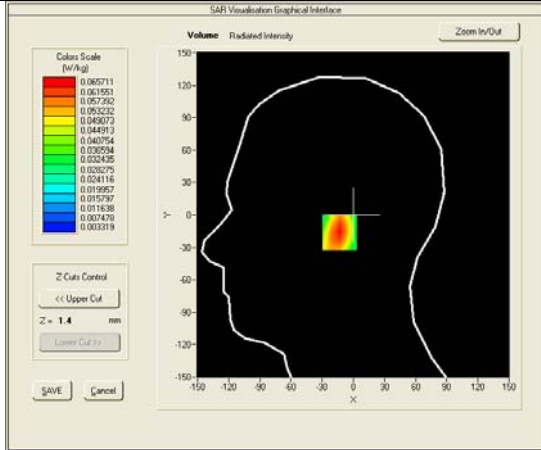 SAR Visualisation Graphical Interface
Volume Radiated Intensity
Zoom In/Out
Colors Scale
(W/kg)
0.065711
0.061551
0.057392
0.053232
0.049073
0.044913
0.040754
0.036594
0.032435
0.028275
0.024116
0.019957
0.015797
0.011638
0.007478
0.003319
Z-Cuts Control
<< Upper Cut
Z = 1.4 mm
Lower Cut >>
SAVE Cancel
150
120
90
60
30
0
-30
-60
-90
-120
-150
Y
-150 -120 -90 -60 -30 0 30 60 90 120 150
X